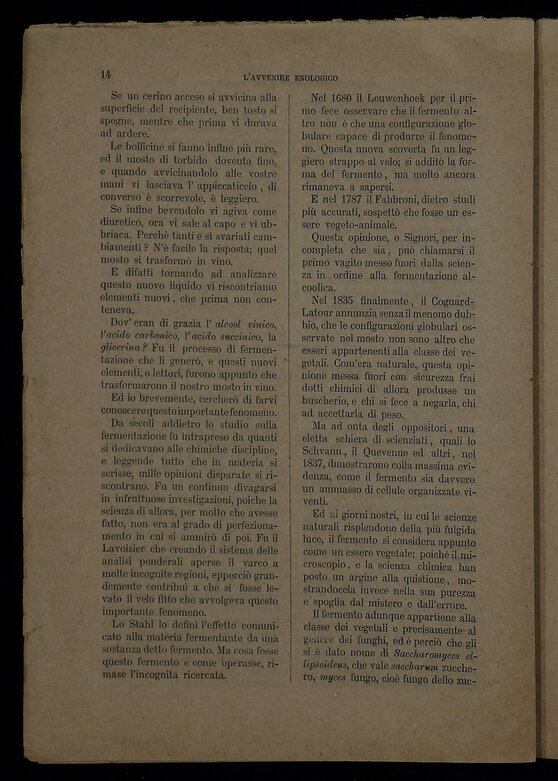 14
L'AVVENIRE ENOLOGICO
Se un cerino acceso si avvicina alla
superficie del recipiente, ben tosto si
spegne, mentre che prima vi durava
ad ardere.
Le bollicine si fanno infine più rare,
ed il mosto di torbido doventa fino,
e quando avvicinandolo alle vostre
mani vi lasciava l'appiccaticcio, di
converso è scorrevole, è leggiero.
Se infine bevendolo vi agiva come
diuretico, ora vi sale al capo e vi ub-
briaca. Perchè tanti e sì svariati cam-
biamenti? N'è facile la risposta; quel
mosto si trasformò in vino.
E difatti tornando ad analizzare
questo nuovo liquido vi riscontriamo
elementi nuovi, che prima non con-
teneva.
Dov'eran di grazia l'alcool vinico,
l'acido carbonico, l'acido succinico, la
glicerina? Fu il processo di fermen-
tazione che li generò, e questi nuovi
elementi, o lettori, furono appunto che
trasformarono il nostro mosto in vino.
Ed io brevemente, cercherò di farvi
conoscere questo importante fenomeno.
Da secoli addietro lo studio sulla
fermentazione fu intrapreso da quanti
si dedicavano alle chimiche discipline,
e leggende tutto che in materia si
scrisse, mille opinioni disparate si ri-
scontrano. Fu un continuo divagarsi
in infruttuose investigazioni, poichè la
scienza di allora, per molto che avesse
fatto, non era al grado di perfeziona-
mento in cui si ammirò di poi. Fu il
Lavoisier che creando il sistema delle
analisi ponderali aperse il varco a
molte incognite regioni, epperciò gran-
demente contribuì a che si fosse le-
vato il velo fitto che avvolgeva questo
importante fenomeno.
Lo Stahl lo definì l'effetto comuni-
cato alla materia fermentante da una
sostanza detto fermento. Ma cosa fosse
questo fermento e come operasse, ri-
mase l'incognita ricercata.
Nel 1680 il Leuwenhoek per il pri-
mo fece osservare che il fermento al-
tro non è che una configurazione glo-
bulare capace di produrre il fenome-
no. Questa nuova scoverta fu un leg-
giero strappo al velo; si additò la for-
ma del fermento, ma molto ancora
rimaneva a sapersi.
E nel 1787 il Fabbroni, dietro studi
più accurati, sospettò che fosse un es-
sere vegeto-animale.
Questa opinione, o Signori, per in-
completa che sia, può chiamarsi il
primo vagito messo fuori dalla scien-
za in ordine alla fermentazione al-
coolica.
Nel 1835 finalmente, il Cognard-
Latour annunzia senza il menomo dub-
bio, che le configurazioni globulari os-
servate nel mosto non sono altro che
esseri appartenenti alla classe dei ve-
getali. Com'era naturale, questa opi-
nione messa fuori con sicurezza frai
dotti chimici di allora produsse un
buscherio, e chi si fece a negarla, chi
ad accettarla di peso.
Ma ad onta degli oppositori, una
eletta schiera di scienziati, quali lo
Schvann, il Quevenne ed altri, nel
1837, dimostrarono colla massima evi-
denza, come il fermento sia davvero
un ammasso di cellule organizzate vi-
venti.
Ed ai giorni nostri, in cui le scienze
naturali risplendono della più fulgida
luce, il fermento si considera appunto
come un essere vegetale; poichè il mi-
croscopio, e la scienza chimica han
posto un argine alla quistione, mo-
strandocela invece nella sua purezza
e spoglia dal mistero e dall'errore.
Il fermento adunque appartiene alla
classe dei vegetali e precisamente al
genere dei funghi, ed è perciò che gli
si è dato nome di Saccharomyces el-
lipsoideus, che vale saccharum zucche-
ro, myces fungo, cioè fungo dello zuc-